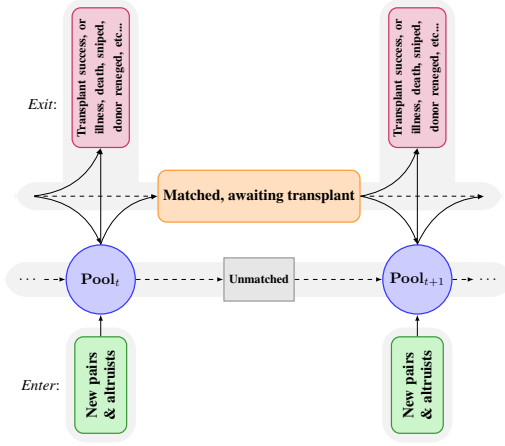 Exit:
Transplant success, or
illness, death, sniped,
donor reneged, etc...
Transplant success, or
illness, death, sniped,
donor reneged, etc...
Matched, awaiting transplant
· · ·
Pool_t
Unmatched
Pool_{t+1}
· · ·
Enter:
New pairs
& altruists
New pairs
& altruists